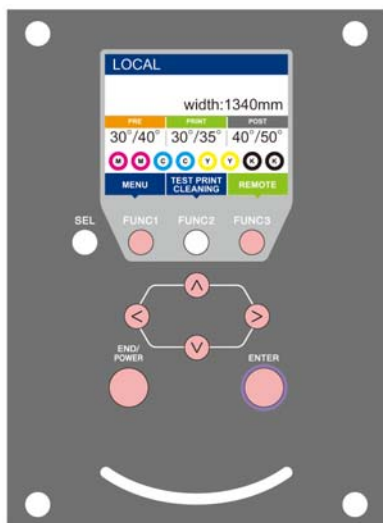 LOCAL
width:1340mm
PRE PRINT POST
30°/40° 30°/35° 40°/50°
M M C C Y Y K K
MENU TEST PRINT CLEANING REMOTE
SEL FUNC1 FUNC2 FUNC3
END/
POWER
ENTER